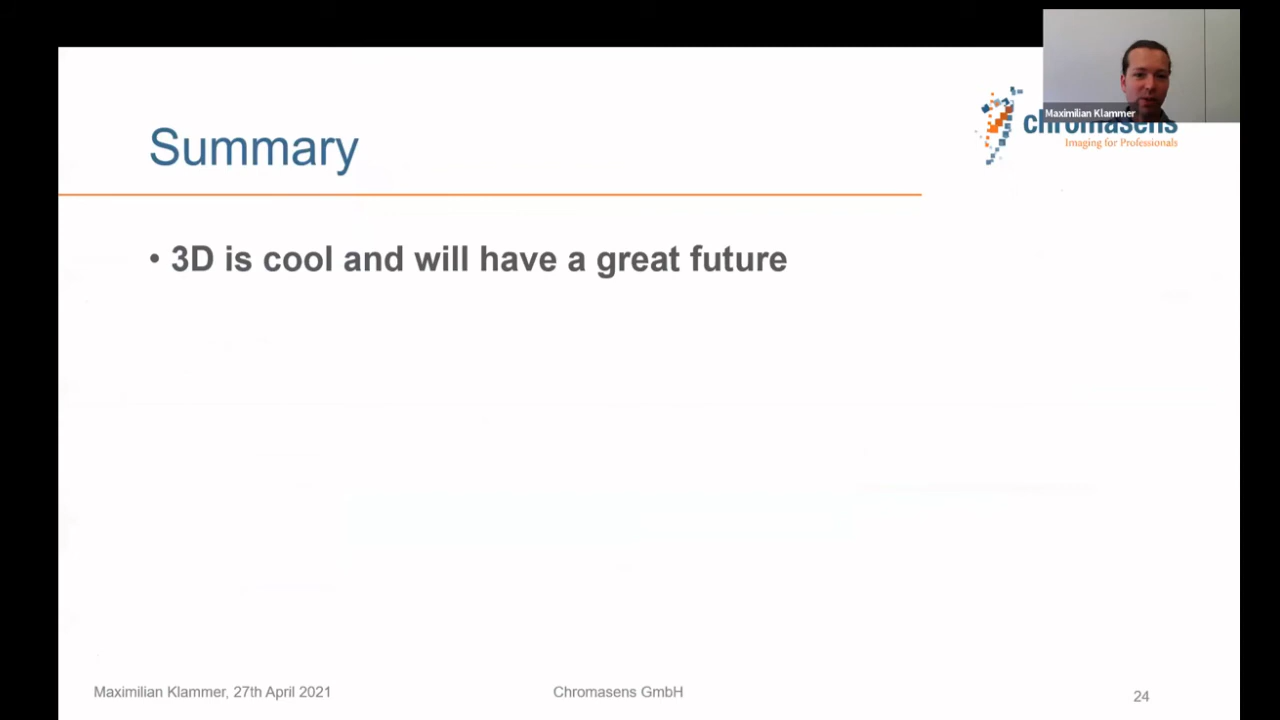 Maximilian Klammer
chromasens
Imaging for Professionals
Summary
• 3D is cool and will have a great future
Maximilian Klammer, 27th April 2021
Chromasens GmbH
24